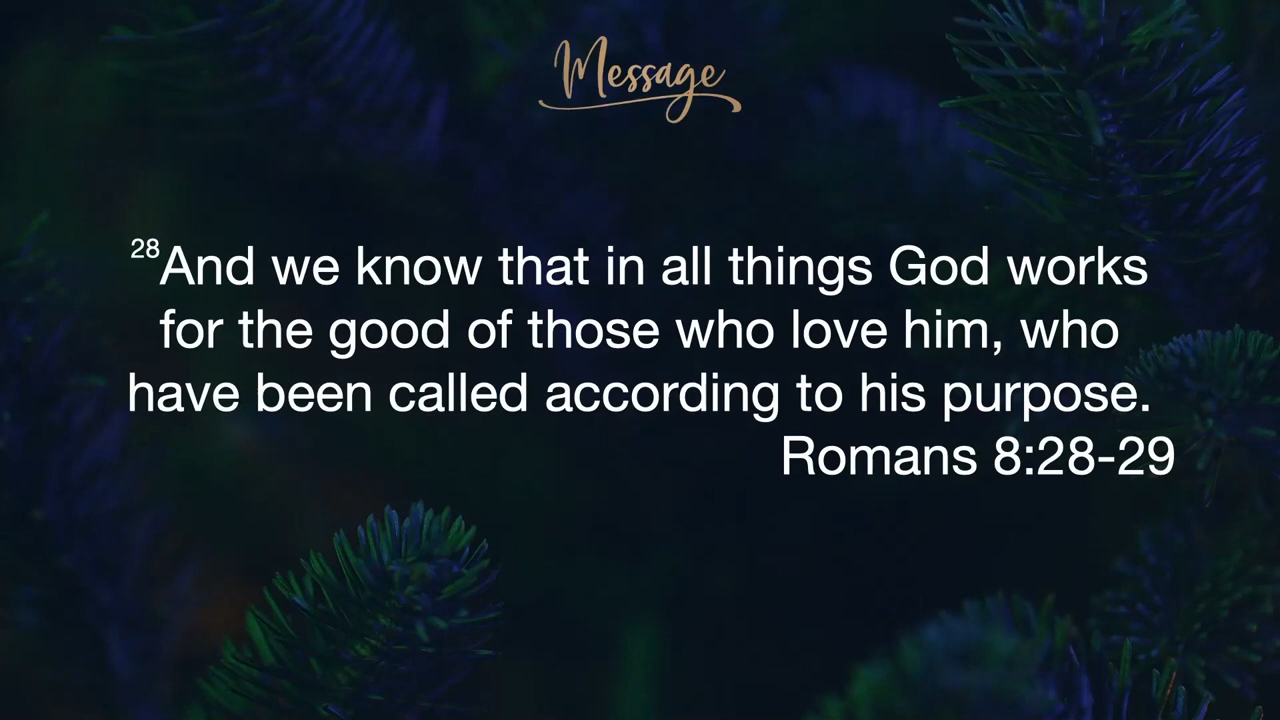 Message
28And we know that in all things God works
for the good of those who love him, who
have been called according to his purpose.
Romans 8:28-29